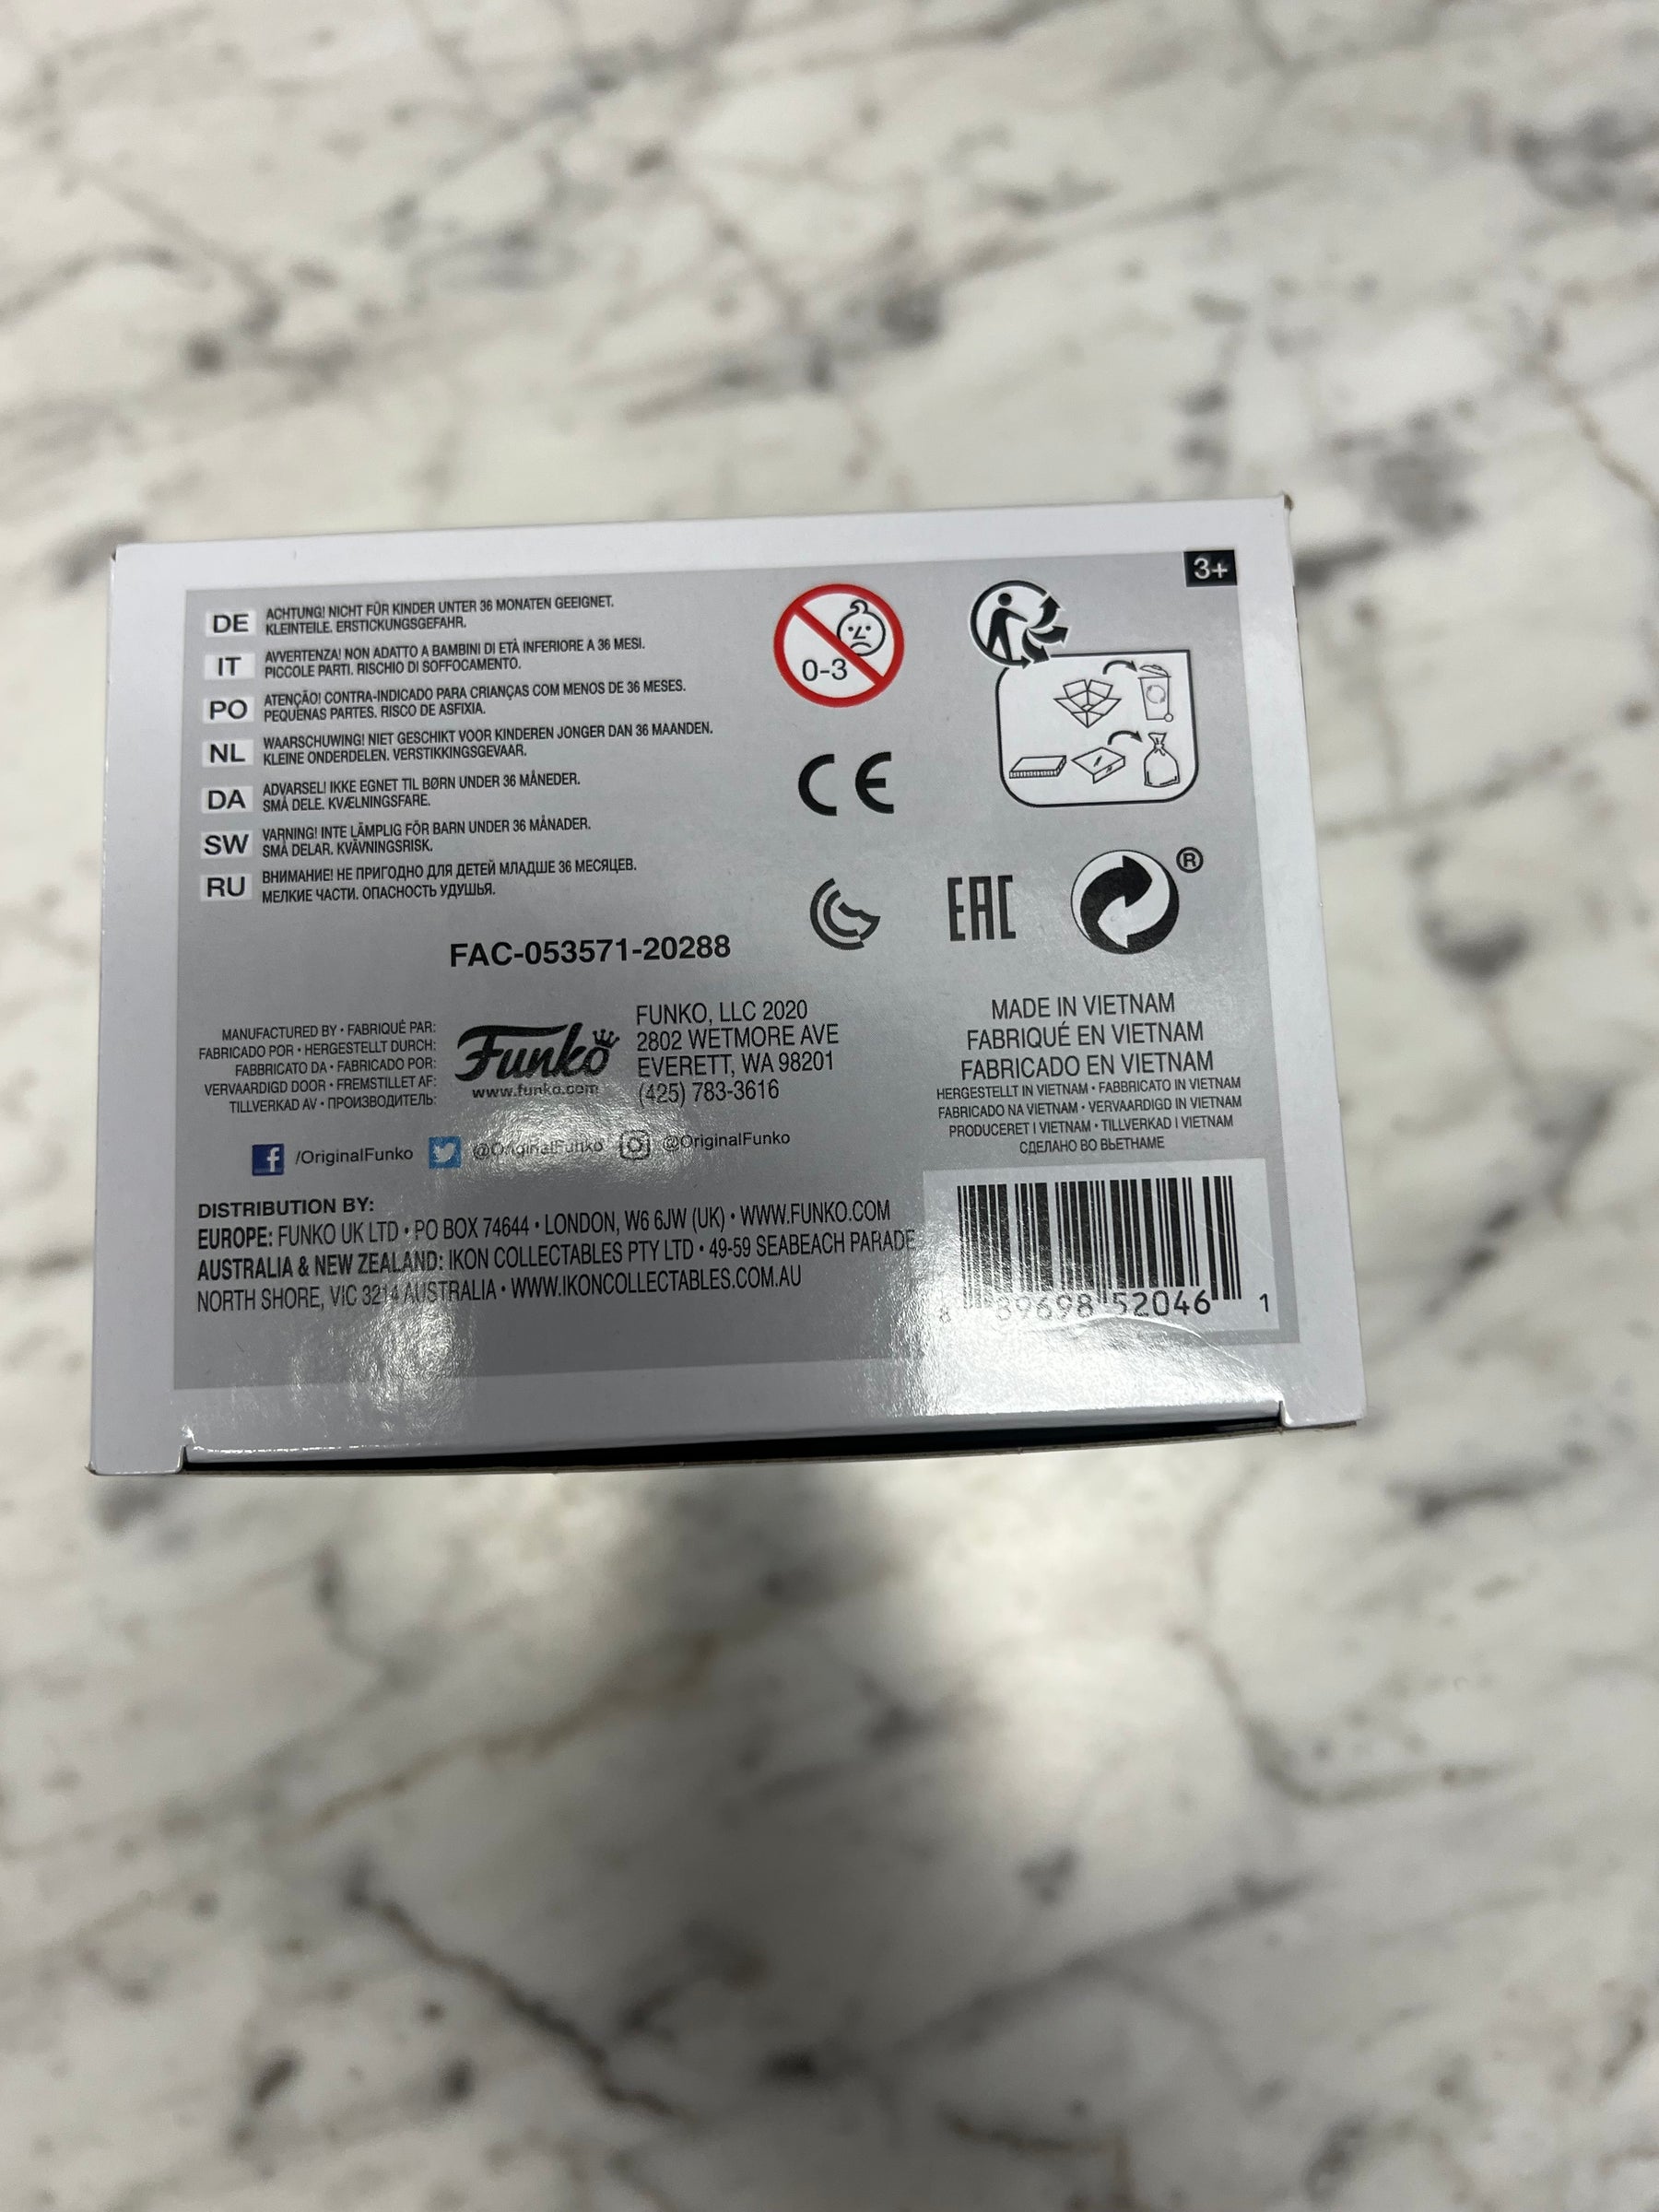 3+
DE ACHTUNG! NICHT FÜR KINDER UNTER 36 MONATEN GEEIGNET.
KLEINTEILE. ERSTICKUNGSGEFAHR.
IT AVVERTENZA! NON ADATTO A BAMBINI DI ETÀ INFERIORE A 36 MESI.
PICCOLE PARTI. RISCHIO DI SOFFOCAMENTO.
PO ATENÇÃO! CONTRA-INDICADO PARA CRIANÇAS COM MENOS DE 36 MESES.
PEQUENAS PARTES. RISCO DE ASFIXIA.
NL WAARSCHUWING! NIET GESCHIKT VOOR KINDEREN JONGER DAN 36 MAANDEN.
KLEINE ONDERDELEN. VERSTIKKINGSGEVAAR.
DA ADVARSEL! IKKE EGNET TIL BØRN UNDER 36 MÅNEDER.
SMÅ DELE. KVÆLNINGSFARE.
SW VARNING! INTE LÄMPLIG FÖR BARN UNDER 36 MÅNADER.
SMÅ DELAR. KVÄVNINGSRISK.
RU ВНИМАНИЕ! НЕ ПРИГОДНО ДЛЯ ДЕТЕЙ МЛАДШЕ 36 МЕСЯЦЕВ.
МЕЛКИЕ ЧАСТИ. ОПАСНОСТЬ УДУШЬЯ.
0-3
CE
EAC
®
FAC-053571-20288
MANUFACTURED BY • FABRIQUÉ PAR:
FABRICADO POR • HERGESTELLT DURCH:
FABBRICATO DA • FABRICADO POR:
VERVAARDIGD DOOR • FREMSTILLET AF:
TILLVERKAD AV • ПРОИЗВОДИТЕЛЬ:
Funko
www.funko.com
FUNKO, LLC 2020
2802 WETMORE AVE
EVERETT, WA 98201
(425) 783-3616
MADE IN VIETNAM
FABRIQUÉ EN VIETNAM
FABRICADO EN VIETNAM
HERGESTELLT IN VIETNAM • FABBRICATO IN VIETNAM
FABRICADO NA VIETNAM • VERVAARDIGD IN VIETNAM
PRODUCERET I VIETNAM • TILLVERKAD I VIETNAM
СДЕЛАНО ВО ВЬЕТНАМЕ
/OriginalFunko @OriginalFunko @OriginalFunko
DISTRIBUTION BY:
EUROPE: FUNKO UK LTD • PO BOX 74644 • LONDON, W6 6JW (UK) • WWW.FUNKO.COM
AUSTRALIA & NEW ZEALAND: IKON COLLECTABLES PTY LTD • 49-59 SEABEACH PARADE
NORTH SHORE, VIC 3214 AUSTRALIA • WWW.IKONCOLLECTABLES.COM.AU
8 89698 52046 1